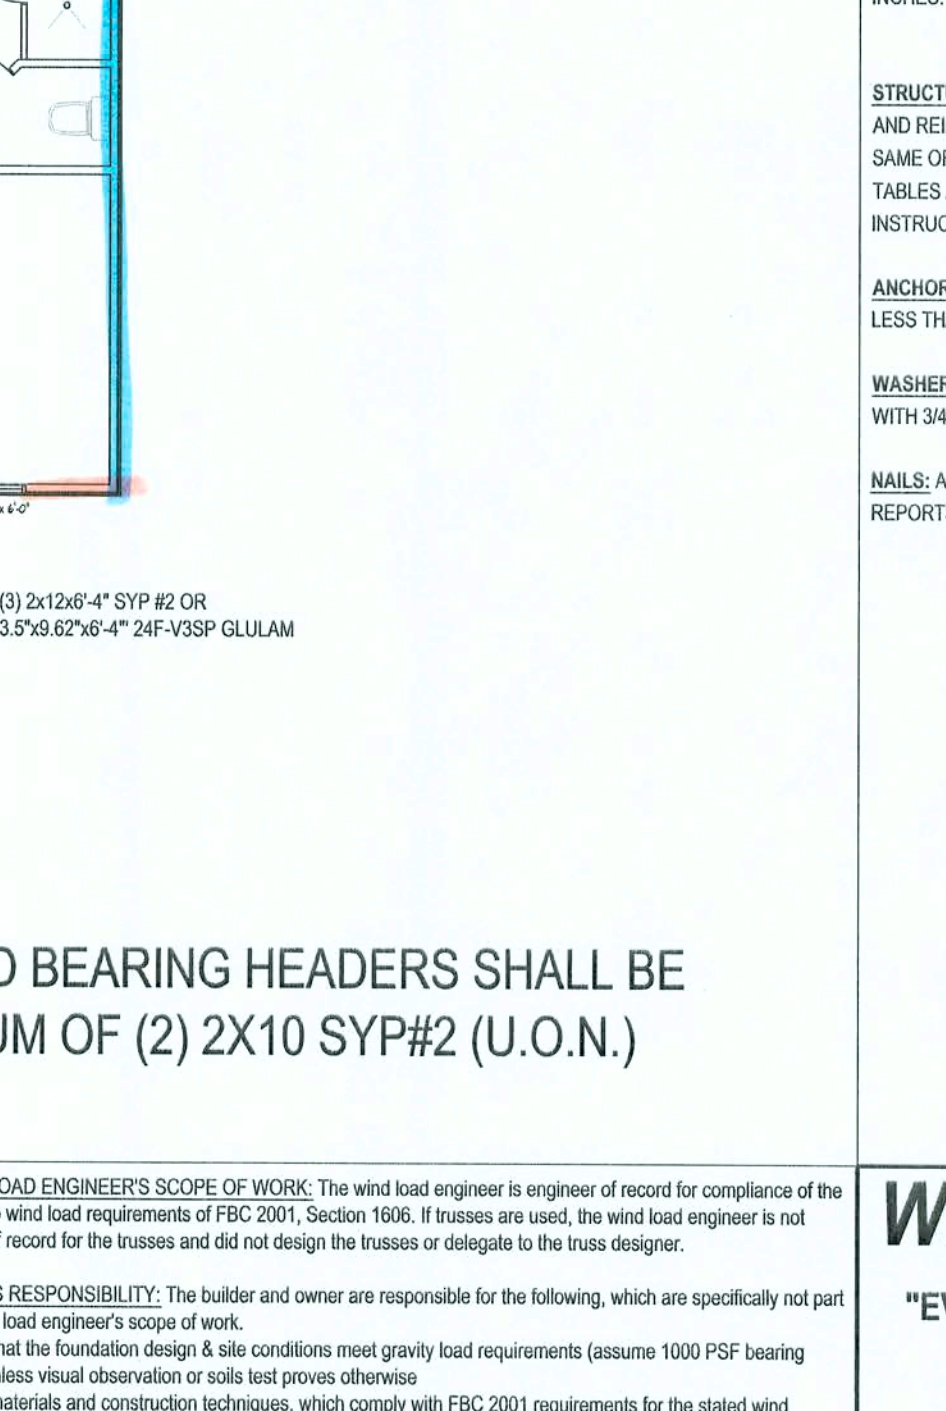 INCHES.
STRUCT
AND REI
SAME OF
TABLES
INSTRUC
ANCHOR
LESS TH
WASHER
WITH 3/4
NAILS: A
REPORT
x 6'-0"
(3) 2x12x6'-4" SYP #2 OR
3.5"x9.62"x6'-4"' 24F-V3SP GLULAM
D BEARING HEADERS SHALL BE
UM OF (2) 2X10 SYP#2 (U.O.N.)
OAD ENGINEER'S SCOPE OF WORK: The wind load engineer is engineer of record for compliance of the
wind load requirements of FBC 2001, Section 1606. If trusses are used, the wind load engineer is not
f record for the trusses and did not design the trusses or delegate to the truss designer.
S RESPONSIBILITY: The builder and owner are responsible for the following, which are specifically not part
load engineer's scope of work.
hat the foundation design & site conditions meet gravity load requirements (assume 1000 PSF bearing
less visual observation or soils test proves otherwise
materials and construction techniques, which comply with FBC 2001 requirements for the stated wind
W
"EV